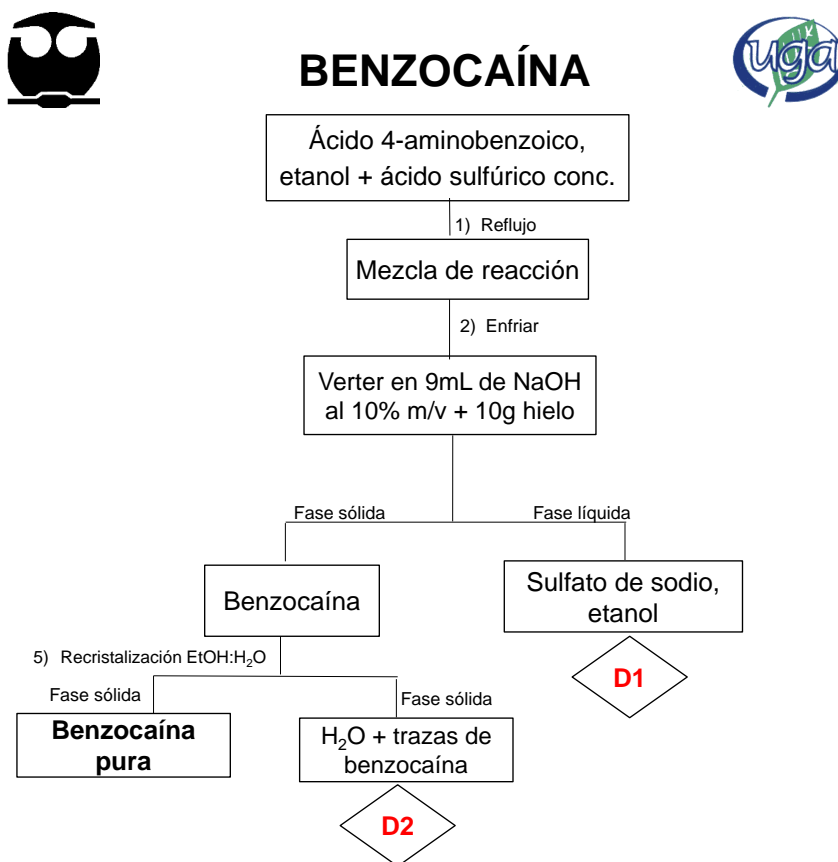 uga
BENZOCAÍNA
Ácido 4-aminobenzoico,
etanol + ácido sulfúrico conc.
1) Reflujo
Mezcla de reacción
2) Enfriar
Verter en 9mL de NaOH
al 10% m/v + 10g hielo
Fase sólida
Fase líquida
Benzocaína
Sulfato de sodio,
etanol
5) Recristalización EtOH:H₂O
D1
Fase sólida
Fase sólida
Benzocaína
pura
H₂O + trazas de
benzocaína
D2